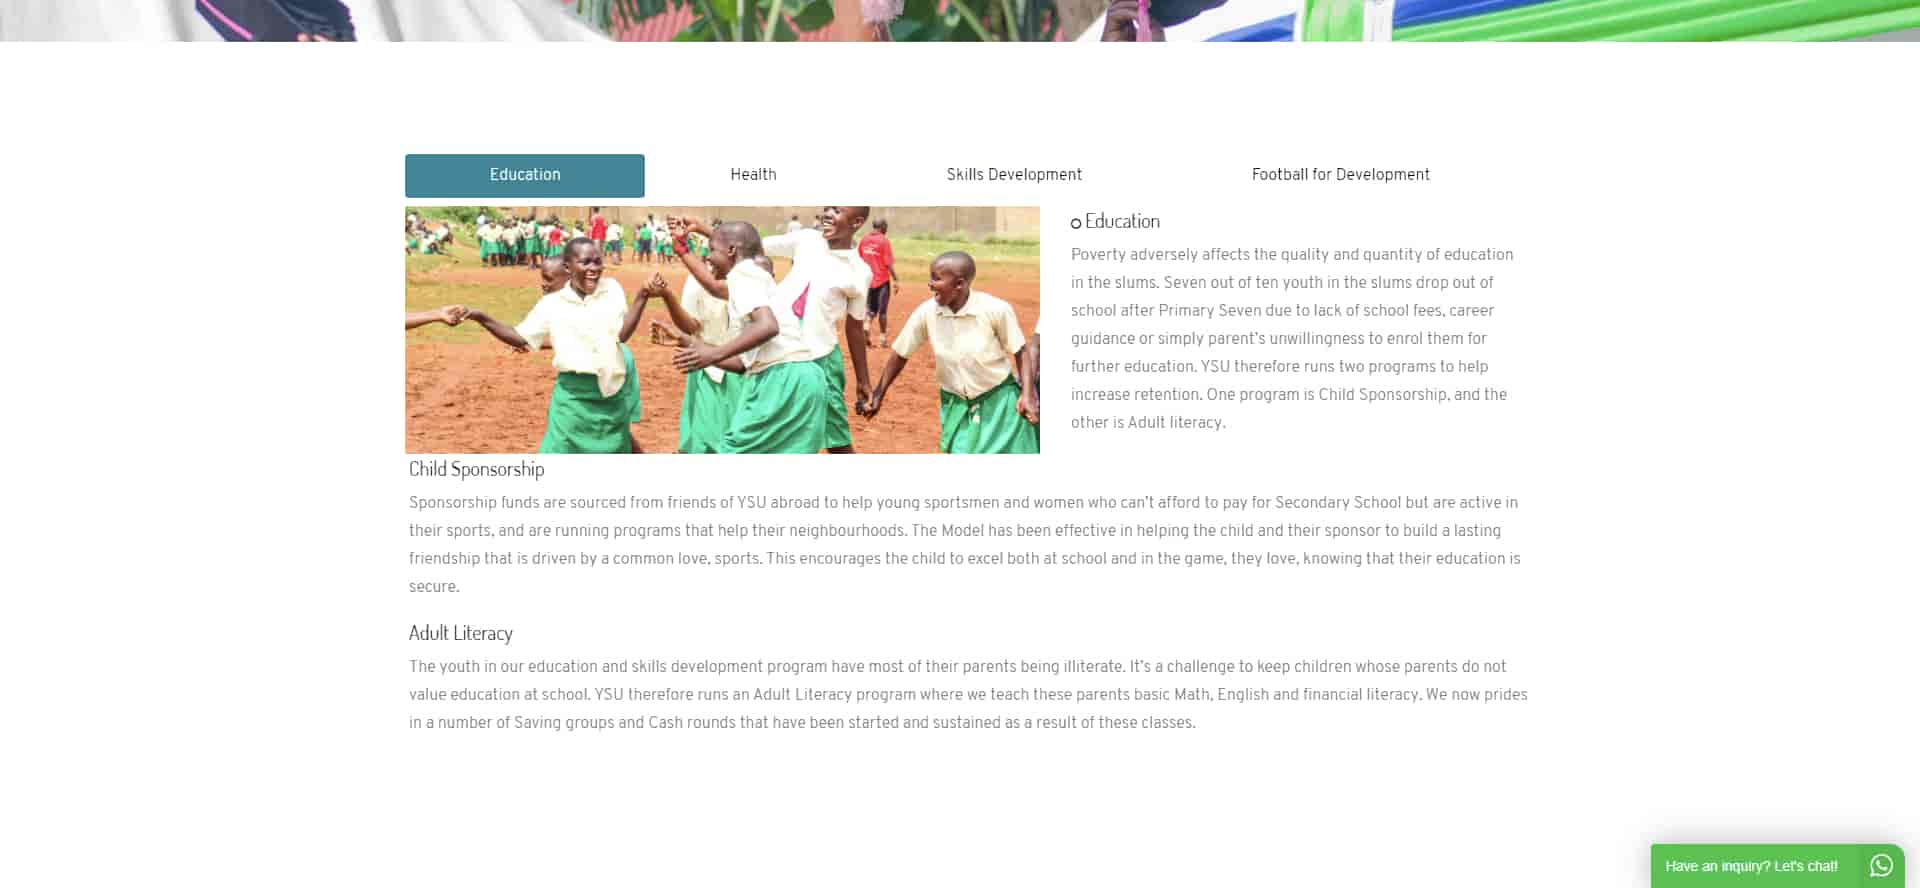 Education
Health
Skills Development
Football for Development
Education
Poverty adversely affects the quality and quantity of education
in the slums. Seven out of ten youth in the slums drop out of
school after Primary Seven due to lack of school fees, career
guidance or simply parent's unwillingness to enrol them for
further education. YSU therefore runs two programs to help
increase retention. One program is Child Sponsorship, and the
other is Adult literacy.
Child Sponsorship
Sponsorship funds are sourced from friends of YSU abroad to help young sportsmen and women who can't afford to pay for Secondary School but are active in
their sports, and are running programs that help their neighbourhoods. The Model has been effective in helping the child and their sponsor to build a lasting
friendship that is driven by a common love, sports. This encourages the child to excel both at school and in the game, they love, knowing that their education is
secure.
Adult Literacy
The youth in our education and skills development program have most of their parents being illiterate. It's a challenge to keep children whose parents do not
value education at school. YSU therefore runs an Adult Literacy program where we teach these parents basic Math, English and financial literacy. We now prides
in a number of Saving groups and Cash rounds that have been started and sustained as a result of these classes.
Have an inquiry? Let's chat!